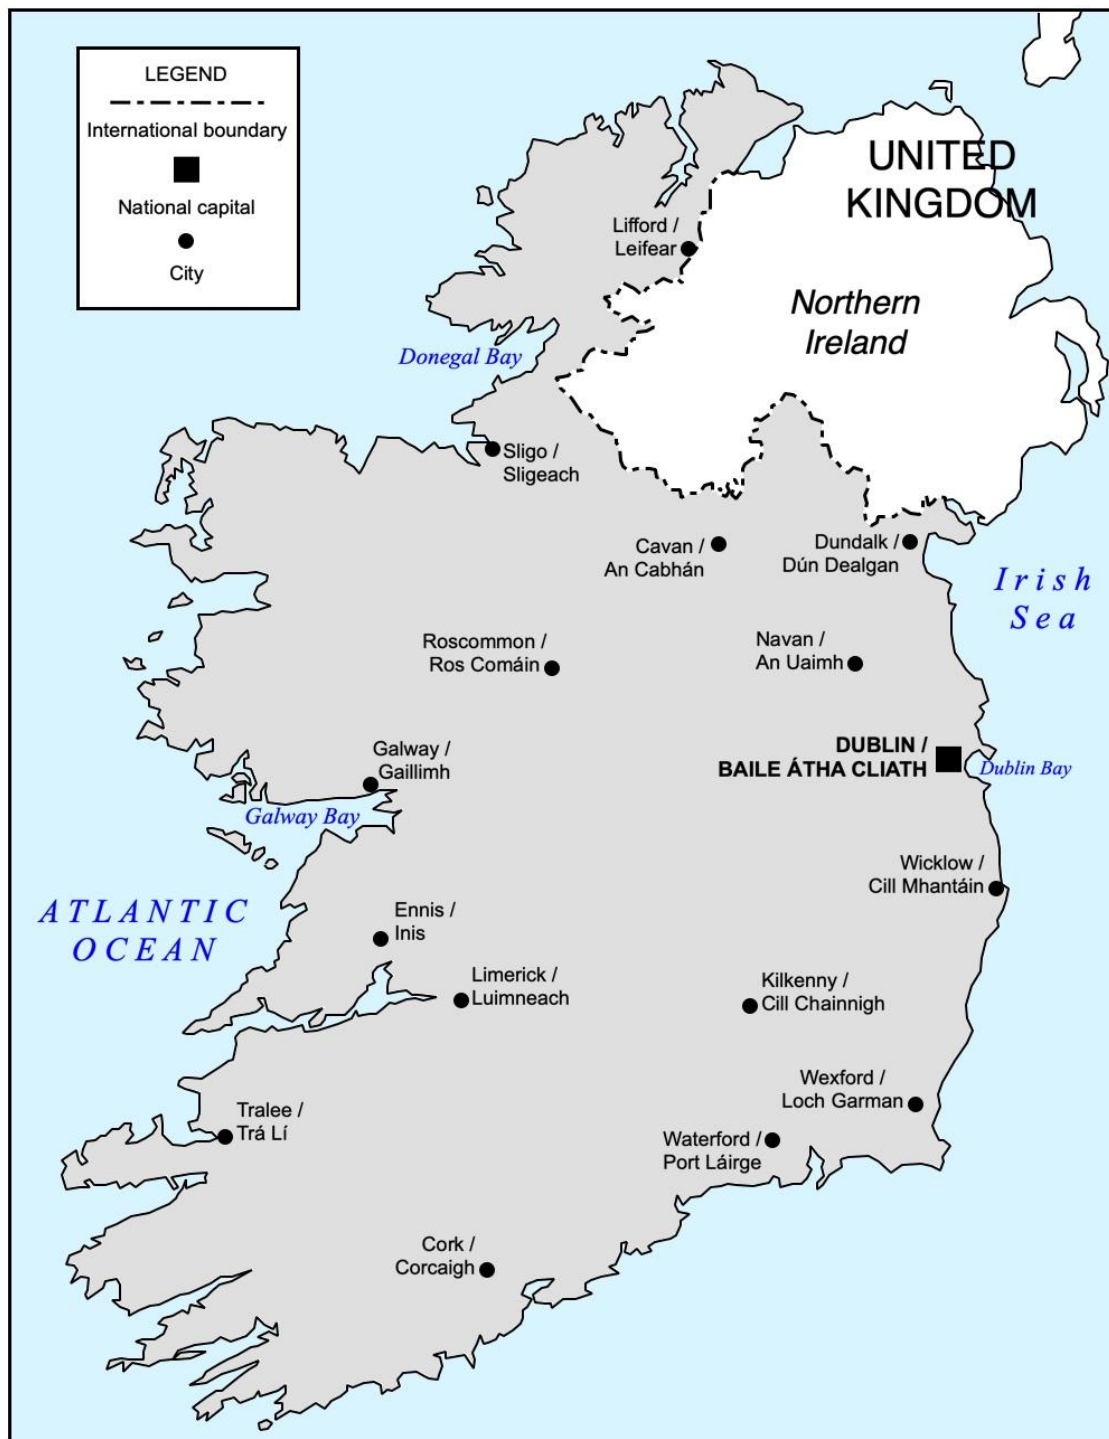 LEGEND
International boundary
National capital
City
UNITED
KINGDOM
Northern
Ireland
Lifford /
Leifear
Donegal Bay
Sligo /
Sligeach
Cavan /
An Cabhán
Dundalk /
Dún Dealgan
Irish
Sea
Roscommon /
Ros Comáin
Navan /
An Uaimh
Galway /
Gaillimh
DUBLIN /
BAILE ÁTHA CLIATH
Dublin Bay
Galway Bay
Wicklow /
Cill Mhantáin
ATLANTIC
OCEAN
Ennis /
Inis
Limerick /
Luimneach
Kilkenny /
Cill Chainnigh
Wexford /
Loch Garman
Tralee /
Trá Lí
Waterford /
Port Láirge
Cork /
Corcaigh